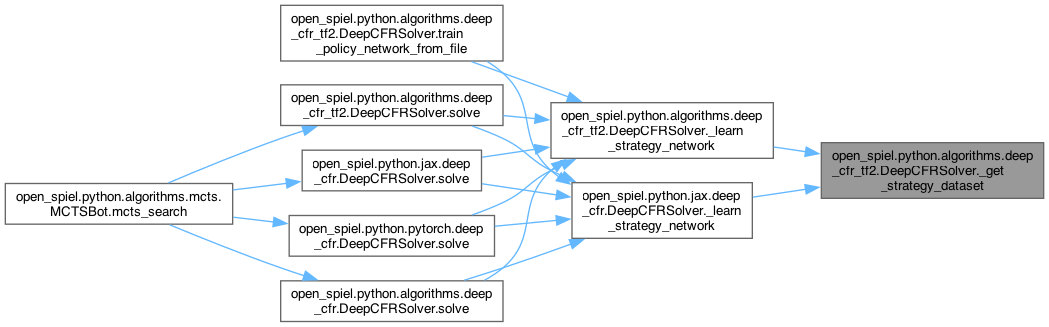 open_spiel.python.algorithms.deep
_cfr_tf2.DeepCFRSolver.train
_policy_network_from_file
open_spiel.python.algorithms.deep
_cfr_tf2.DeepCFRSolver.solve
open_spiel.python.jax.deep
_cfr.DeepCFRSolver.solve
open_spiel.python.algorithms.mcts.
MCTSBot.mcts_search
open_spiel.python.pytorch.deep
_cfr.DeepCFRSolver.solve
open_spiel.python.algorithms.deep
_cfr.DeepCFRSolver.solve
open_spiel.python.algorithms.deep
_cfr_tf2.DeepCFRSolver._learn
_strategy_network
open_spiel.python.jax.deep
_cfr.DeepCFRSolver._learn
_strategy_network
open_spiel.python.algorithms.deep
_cfr_tf2.DeepCFRSolver._get
_strategy_dataset